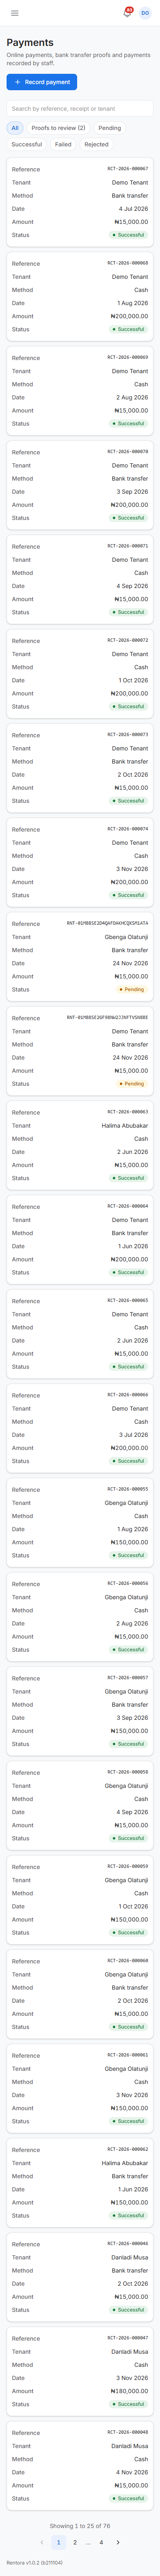 80
DO
Payments
Online payments, bank transfer proofs and payments
recorded by staff.
+ Record payment
Search by reference, receipt or tenant
All Proofs to review (2) Pending
Successful Failed Rejected
Reference RCT-2026-000067
Tenant Demo Tenant
Method Bank transfer
Date 4 Jul 2026
Amount ₦15,000.00
Status Successful
Reference RCT-2026-000068
Tenant Demo Tenant
Method Cash
Date 1 Aug 2026
Amount ₦200,000.00
Status Successful
Reference RCT-2026-000069
Tenant Demo Tenant
Method Cash
Date 2 Aug 2026
Amount ₦15,000.00
Status Successful
Reference RCT-2026-000070
Tenant Demo Tenant
Method Bank transfer
Date 3 Sep 2026
Amount ₦200,000.00
Status Successful
Reference RCT-2026-000071
Tenant Demo Tenant
Method Cash
Date 4 Sep 2026
Amount ₦15,000.00
Status Successful
Reference RCT-2026-000072
Tenant Demo Tenant
Method Cash
Date 1 Oct 2026
Amount ₦200,000.00
Status Successful
Reference RCT-2026-000073
Tenant Demo Tenant
Method Bank transfer
Date 2 Oct 2026
Amount ₦15,000.00
Status Successful
Reference RCT-2026-000074
Tenant Demo Tenant
Method Cash
Date 3 Nov 2026
Amount ₦200,000.00
Status Successful
Reference
Tenant Gbenga Olatunji
Method Bank transfer
Date 24 Nov 2026
Amount ₦15,000.00
Status Pending
Reference
Tenant Demo Tenant
Method Bank transfer
Date 24 Nov 2026
Amount ₦15,000.00
Status Pending
Reference RCT-2026-000063
Tenant Halima Abubakar
Method Cash
Date 2 Jun 2026
Amount ₦15,000.00
Status Successful
Reference RCT-2026-000064
Tenant Demo Tenant
Method Bank transfer
Date 1 Jun 2026
Amount ₦200,000.00
Status Successful
Reference RCT-2026-000065
Tenant Demo Tenant
Method Cash
Date 2 Jun 2026
Amount ₦15,000.00
Status Successful
Reference RCT-2026-000066
Tenant Demo Tenant
Method Cash
Date 3 Jul 2026
Amount ₦200,000.00
Status Successful
Reference RCT-2026-000055
Tenant Gbenga Olatunji
Method Cash
Date 1 Aug 2026
Amount ₦150,000.00
Status Successful
Reference RCT-2026-000056
Tenant Gbenga Olatunji
Method Cash
Date 2 Aug 2026
Amount ₦15,000.00
Status Successful
Reference RCT-2026-000057
Tenant Gbenga Olatunji
Method Bank transfer
Date 3 Sep 2026
Amount ₦150,000.00
Status Successful
Reference RCT-2026-000058
Tenant Gbenga Olatunji
Method Cash
Date 4 Sep 2026
Amount ₦15,000.00
Status Successful
Reference RCT-2026-000059
Tenant Gbenga Olatunji
Method Cash
Date 1 Oct 2026
Amount ₦150,000.00
Status Successful
Reference RCT-2026-000060
Tenant Gbenga Olatunji
Method Bank transfer
Date 2 Oct 2026
Amount ₦15,000.00
Status Successful
Reference RCT-2026-000061
Tenant Gbenga Olatunji
Method Cash
Date 3 Nov 2026
Amount ₦150,000.00
Status Successful
Reference RCT-2026-000062
Tenant Halima Abubakar
Method Bank transfer
Date 1 Jun 2026
Amount ₦150,000.00
Status Successful
Reference RCT-2026-000046
Tenant Danladi Musa
Method Bank transfer
Date 2 Oct 2026
Amount ₦15,000.00
Status Successful
Reference RCT-2026-000047
Tenant Danladi Musa
Method Cash
Date 3 Nov 2026
Amount ₦180,000.00
Status Successful
Reference RCT-2026-000048
Tenant Danladi Musa
Method Cash
Date 4 Nov 2026
Amount ₦15,000.00
Status Successful
Showing 1 to 25 of 76
‹ 1 2 ... 4 ›
Rentora v1.0.2